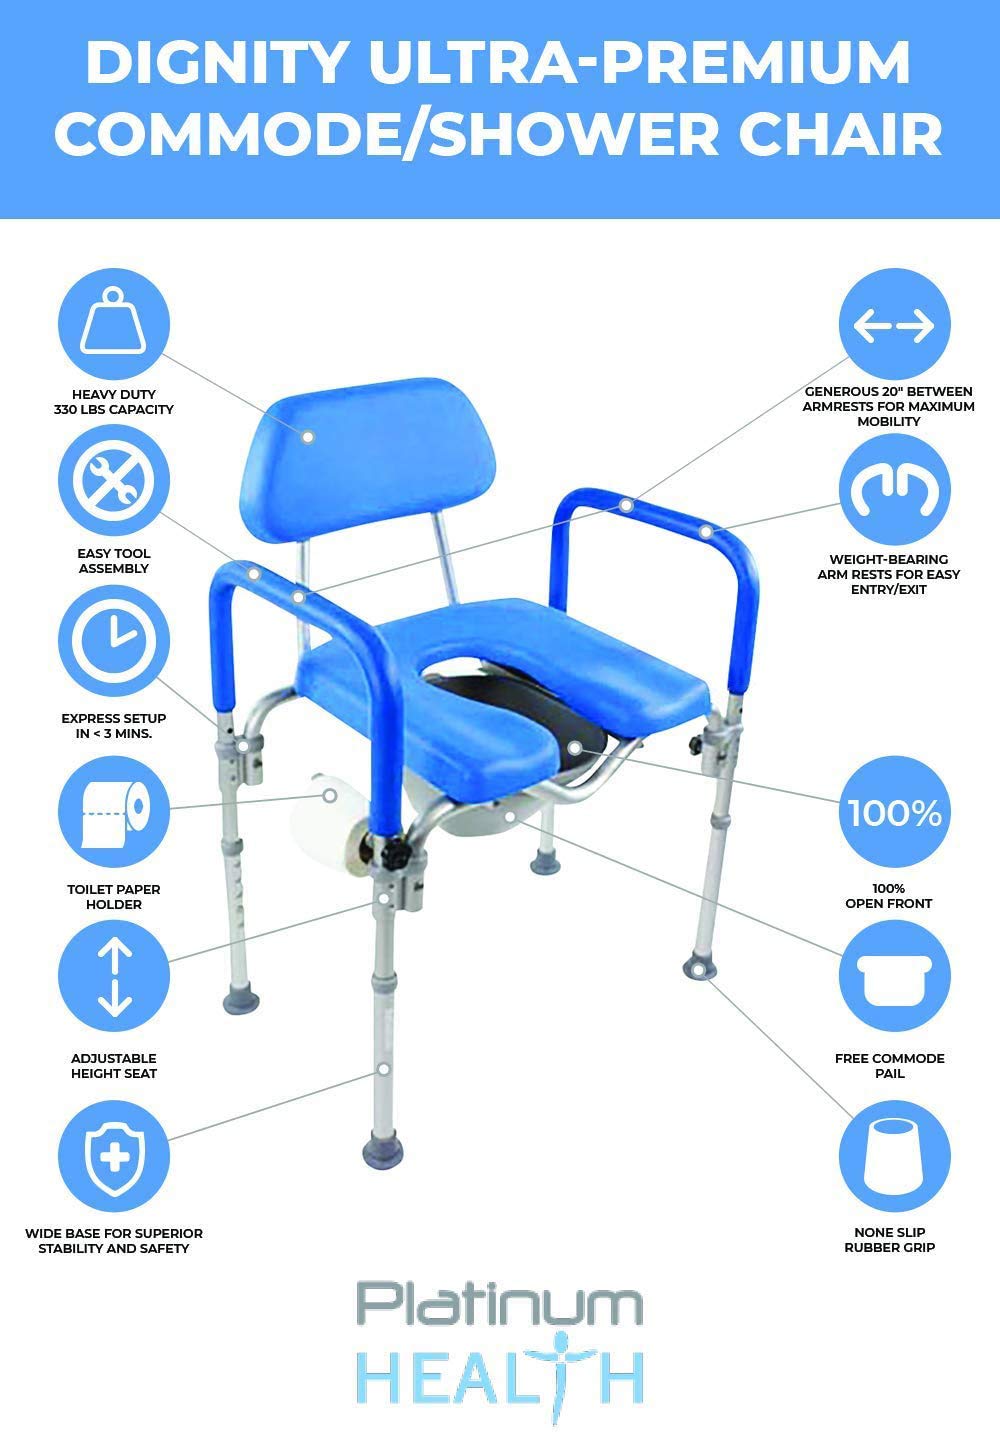 DIGNITY ULTRA-PREMIUM
COMMODE/SHOWER CHAIR
HEAVY DUTY
330 LBS CAPACITY
EASY TOOL
ASSEMBLY
EXPRESS SETUP
IN < 3 MINS.
TOILET PAPER
HOLDER
ADJUSTABLE
HEIGHT SEAT
WIDE BASE FOR SUPERIOR
STABILITY AND SAFETY
GENEROUS 20" BETWEEN
ARMRESTS FOR MAXIMUM
MOBILITY
WEIGHT-BEARING
ARM RESTS FOR EASY
ENTRY/EXIT
100%
100%
OPEN FRONT
FREE COMMODE
PAIL
NONE SLIP
RUBBER GRIP
Platinum
HEALTH